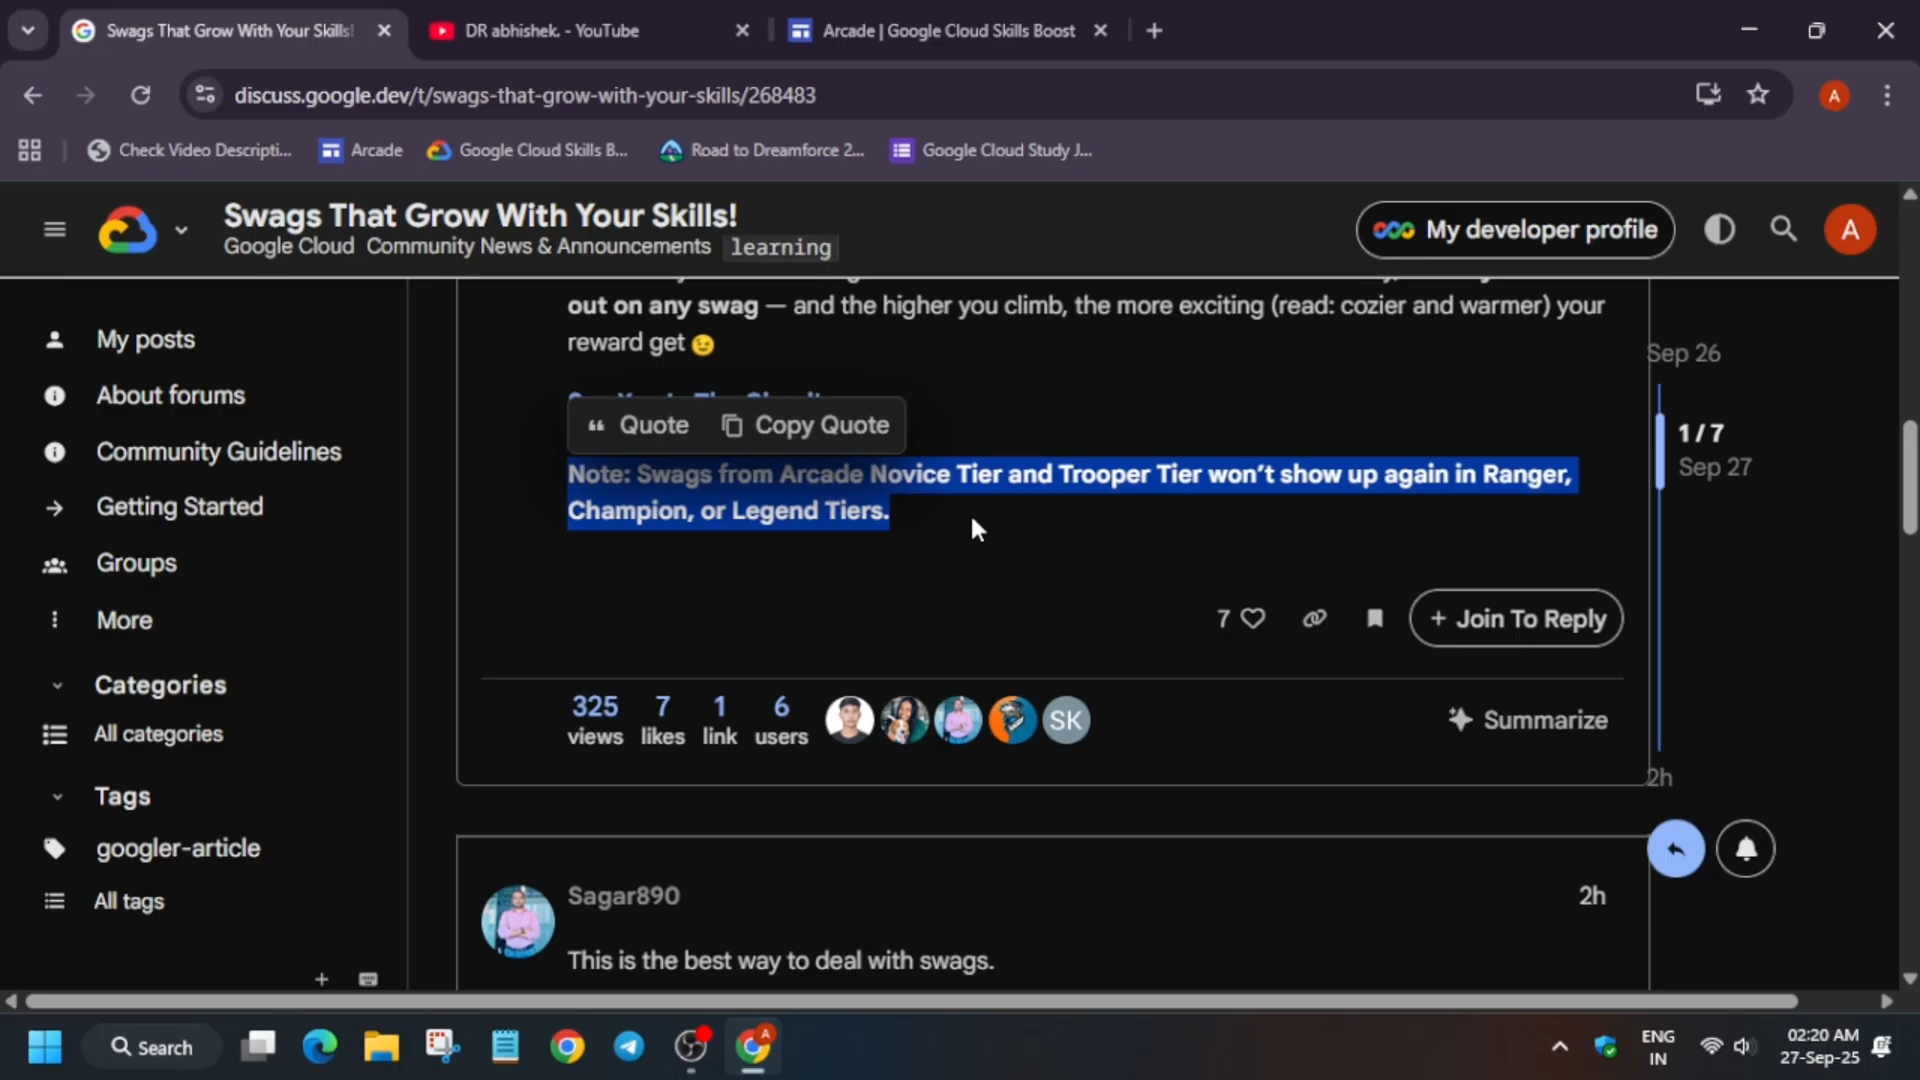 Swags That Grow With Your Skills!
DR abhishek. - YouTube
Arcade | Google Cloud Skills Boost
discuss.google.dev/t/swags-that-grow-with-your-skills/268483
A
Check Video Descripti...
Arcade
Google Cloud Skills B...
Road to Dreamforce 2...
Google Cloud Study J...
Swags That Grow With Your Skills!
Google Cloud Community News & Announcements learning
My developer profile
A
My posts
About forums
Community Guidelines
Getting Started
Groups
More
Categories
All categories
Tags
googler-article
All tags
out on any swag — and the higher you climb, the more exciting (read: cozier and warmer) your
reward get
Quote Copy Quote
Note: Swags from Arcade Novice Tier and Trooper Tier won't show up again in Ranger,
Champion, or Legend Tiers.
7
Join To Reply
325 7 1 6
views likes link users
SK
Summarize
Sep 26
1 / 7
Sep 27
2h
Sagar890
2h
This is the best way to deal with swags.
Search
A
ENG
IN
02:20 AM
27-Sep-25